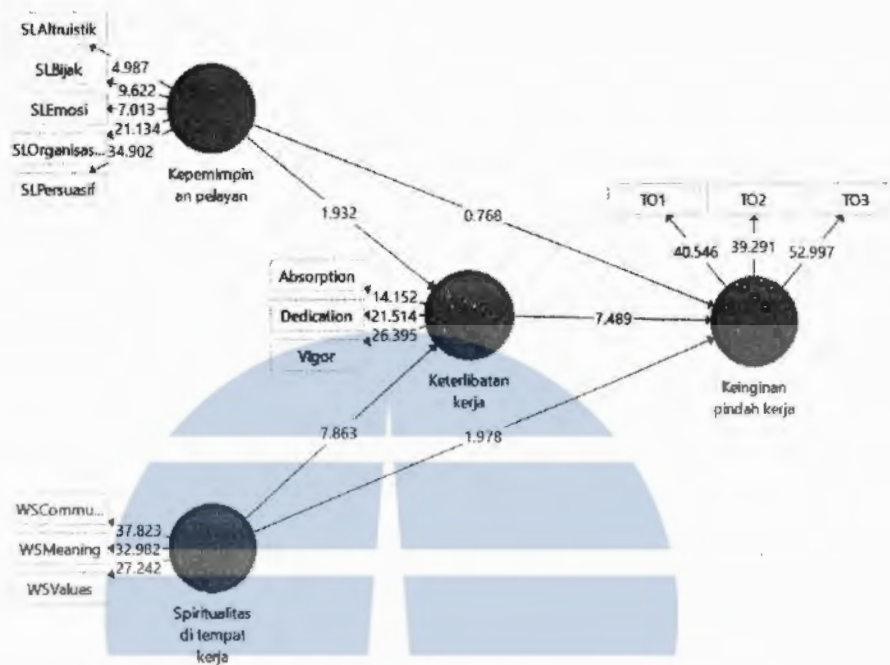 SLAltruistik
4.987
SLBijak
9.622
SLEmosi
7.013
21.134
SLOrganisas...
34.902
SLPersuasif
Kepemimpin
an pelayan
1.932
0.768
TO1
TO2
TO3
40.546
39.291
52.997
Absorption
14.152
Dedication
21.514
26.395
Vigor
Keterlibatan
kerja
7.489
Keinginan
pindah kerja
7.863
1.978
WSCommu...
37.823
WSMeaning
32.982
27.242
WSValues
Spiritualitas
di tempat
kerja